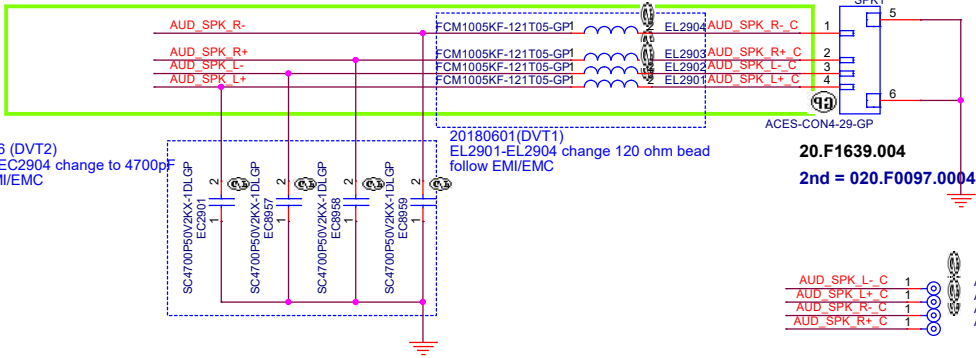 SPK1
AUD_SPK_R- FCM1005KF-121T05-GP 1 2 EL2904 AUD_SPK_R-_C 1 5
AUD_SPK_R+ FCM1005KF-121T05-GP 1 EL2903 AUD_SPK_R+_C 2
AUD_SPK_L- FCM1005KF-121T05-GP 1 EL2902 AUD_SPK_L-_C 3
AUD_SPK_L+ FCM1005KF-121T05-GP 1 2 EL2901 AUD_SPK_L+_C 4
6
ACES-CON4-29-GP
20.F1639.004
2nd = 020.F0097.0004
20180601(DVT1)
EL2901-EL2904 change 120 ohm bead
follow EMI/EMC
6 (DVT2)
EC2904 change to 4700pF
MI/EMC
SC4700P50V2KX-1DLGP
EC2901
1 2
SC4700P50V2KX-1DLGP
EC8957
1 2
SC4700P50V2KX-1DLGP
EC8958
1 2
SC4700P50V2KX-1DLGP
EC8959
1 2
AUD_SPK_L-_C 1
AUD_SPK_L+_C 1
AUD_SPK_R-_C 1
AUD_SPK_R+_C 1